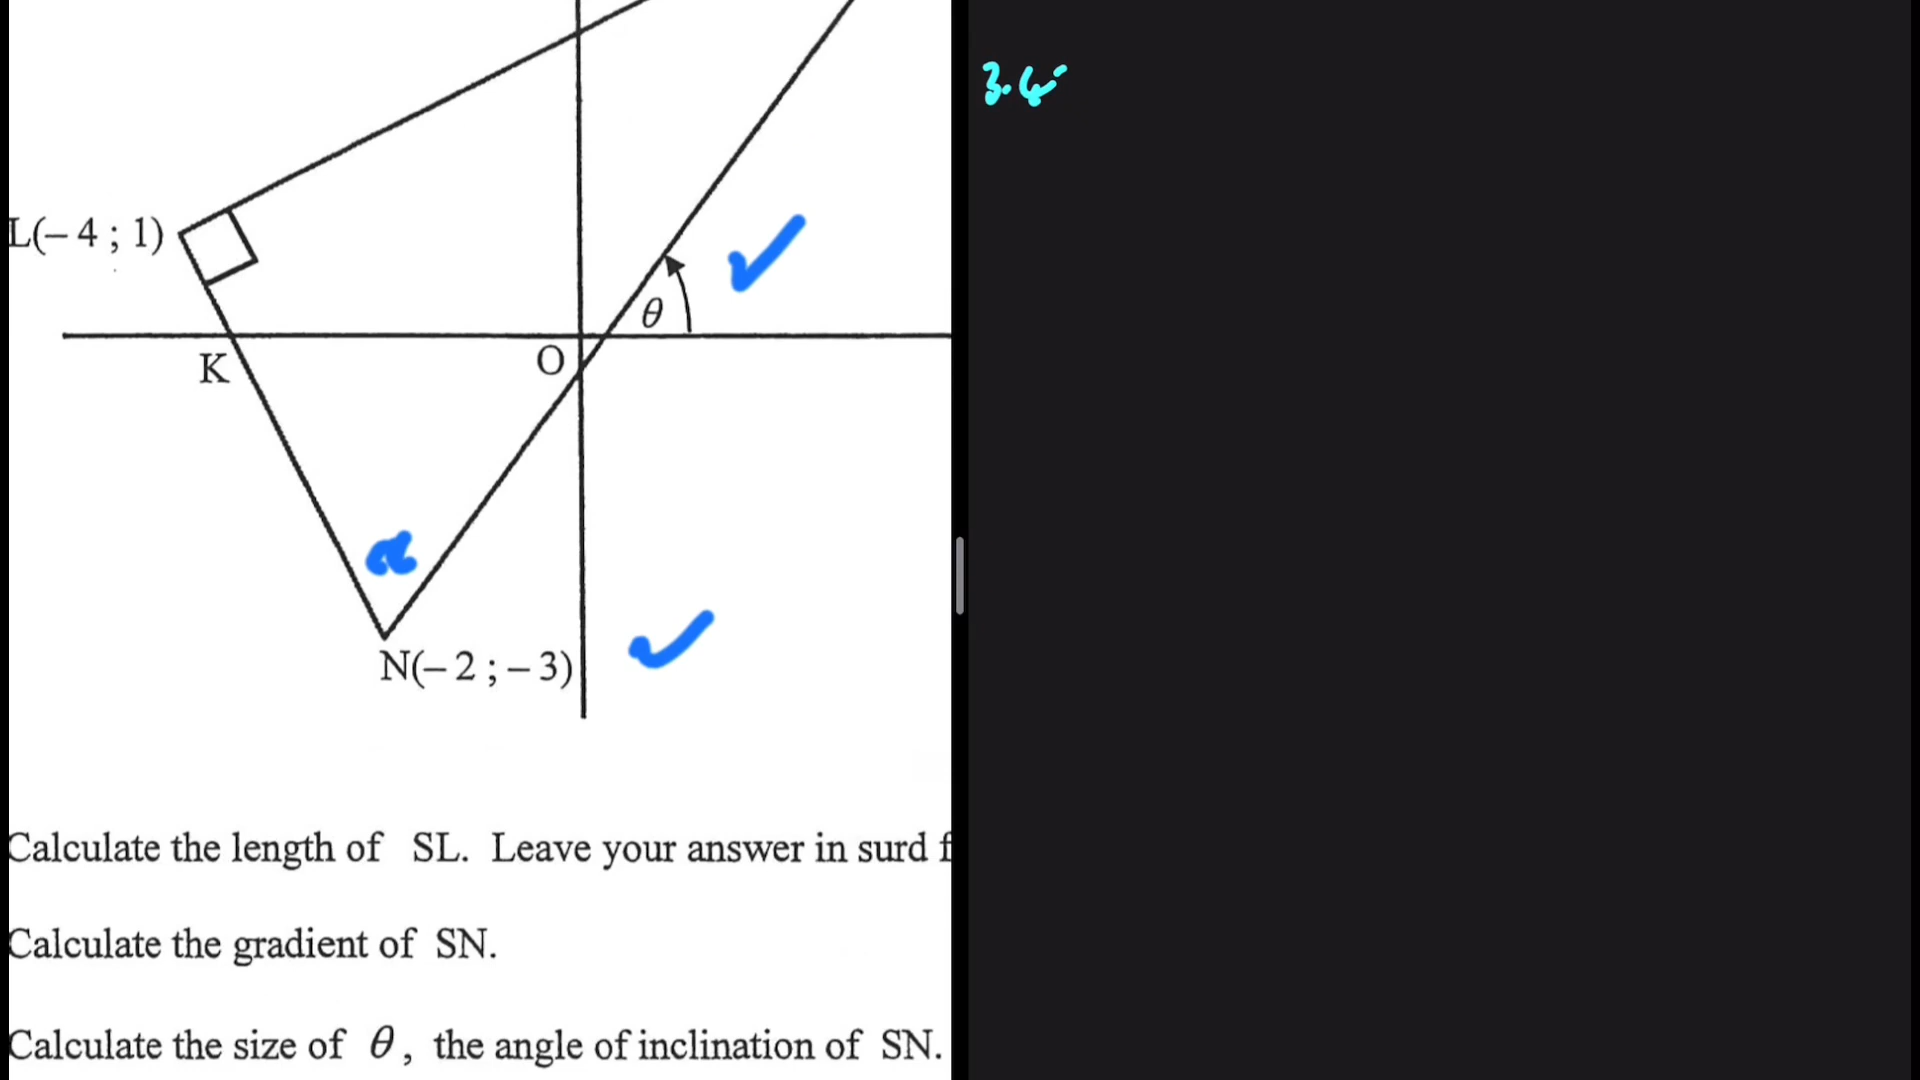 3.4
L(– 4 ; 1)
θ
K
O
α
N(– 2 ; – 3)
Calculate the length of SL. Leave your answer in surd f
Calculate the gradient of SN.
Calculate the size of θ, the angle of inclination of SN.